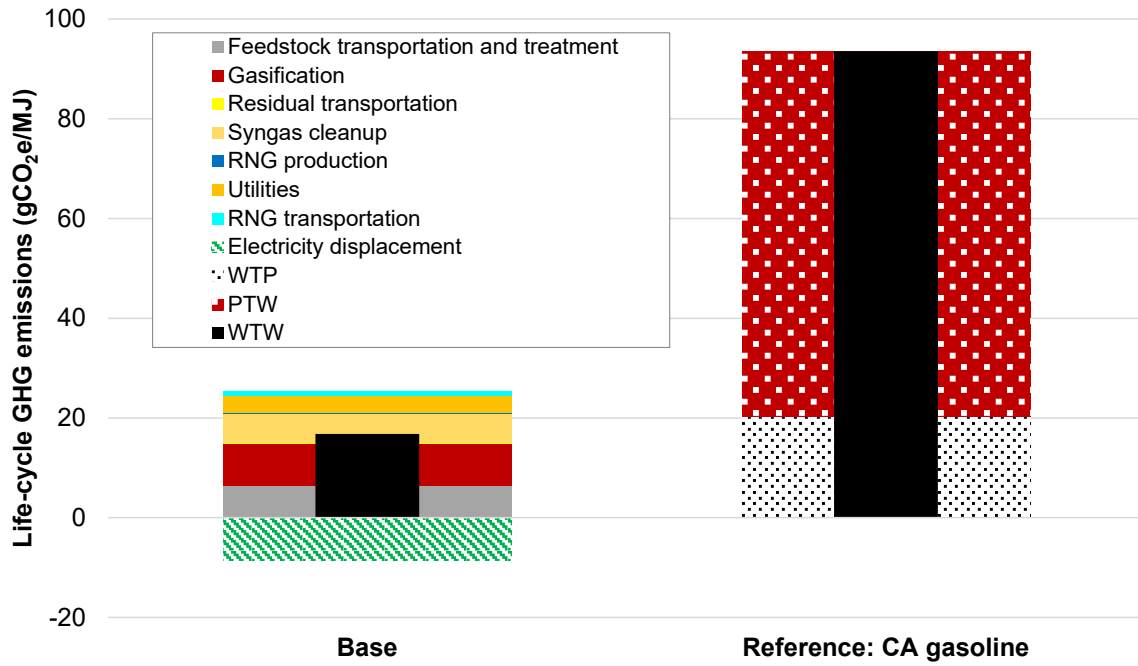 Life-cycle GHG emissions (gCO₂e/MJ)
100
80
60
40
20
0
-20
Feedstock transportation and treatment
Gasification
Residual transportation
Syngas cleanup
RNG production
Utilities
RNG transportation
Electricity displacement
WTP
PTW
WTW
Base
Reference: CA gasoline